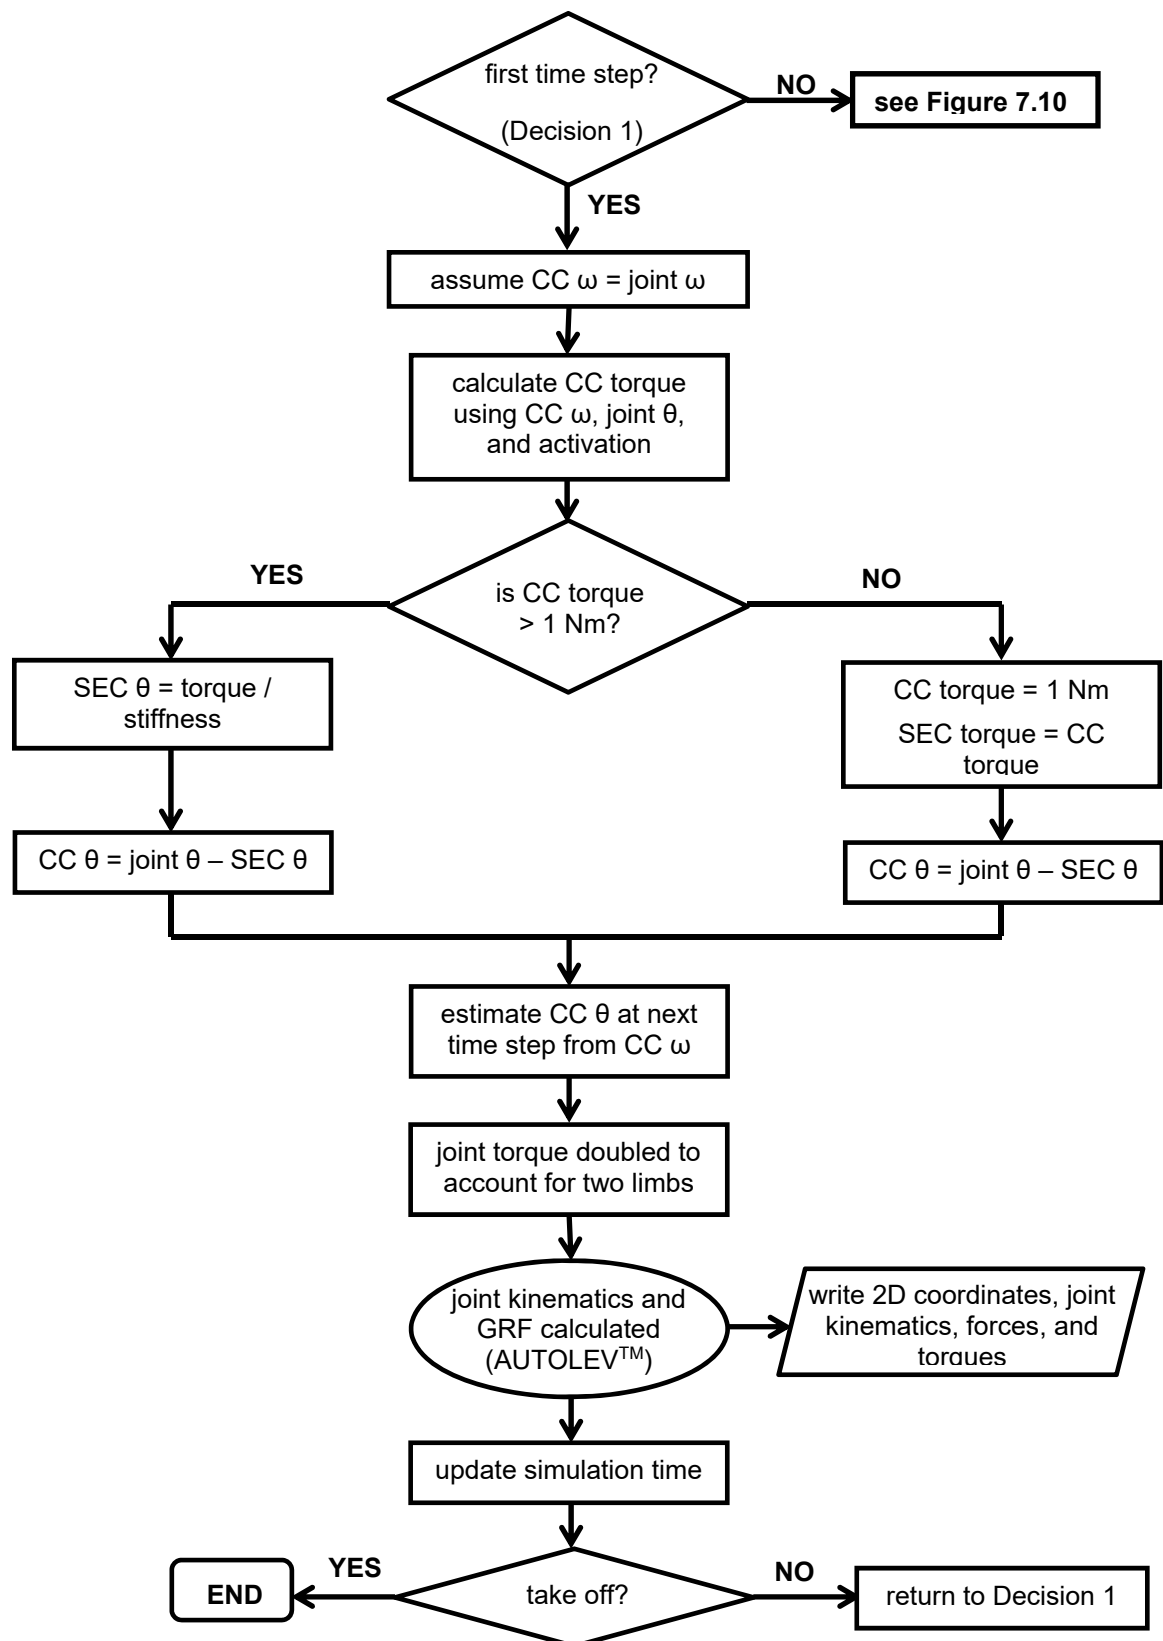 first time step?
(Decision 1)
NO
see Figure 7.10
YES
assume CC ω = joint ω
calculate CC torque
using CC ω, joint θ,
and activation
YES
is CC torque
> 1 Nm?
NO
SEC θ = torque /
stiffness
CC torque = 1 Nm
SEC torque = CC
torque
CC θ = joint θ – SEC θ
CC θ = joint θ – SEC θ
estimate CC θ at next
time step from CC ω
joint torque doubled to
account for two limbs
joint kinematics and
GRF calculated
(AUTOLEV™)
write 2D coordinates, joint
kinematics, forces, and
torques
update simulation time
END
YES
take off?
NO
return to Decision 1